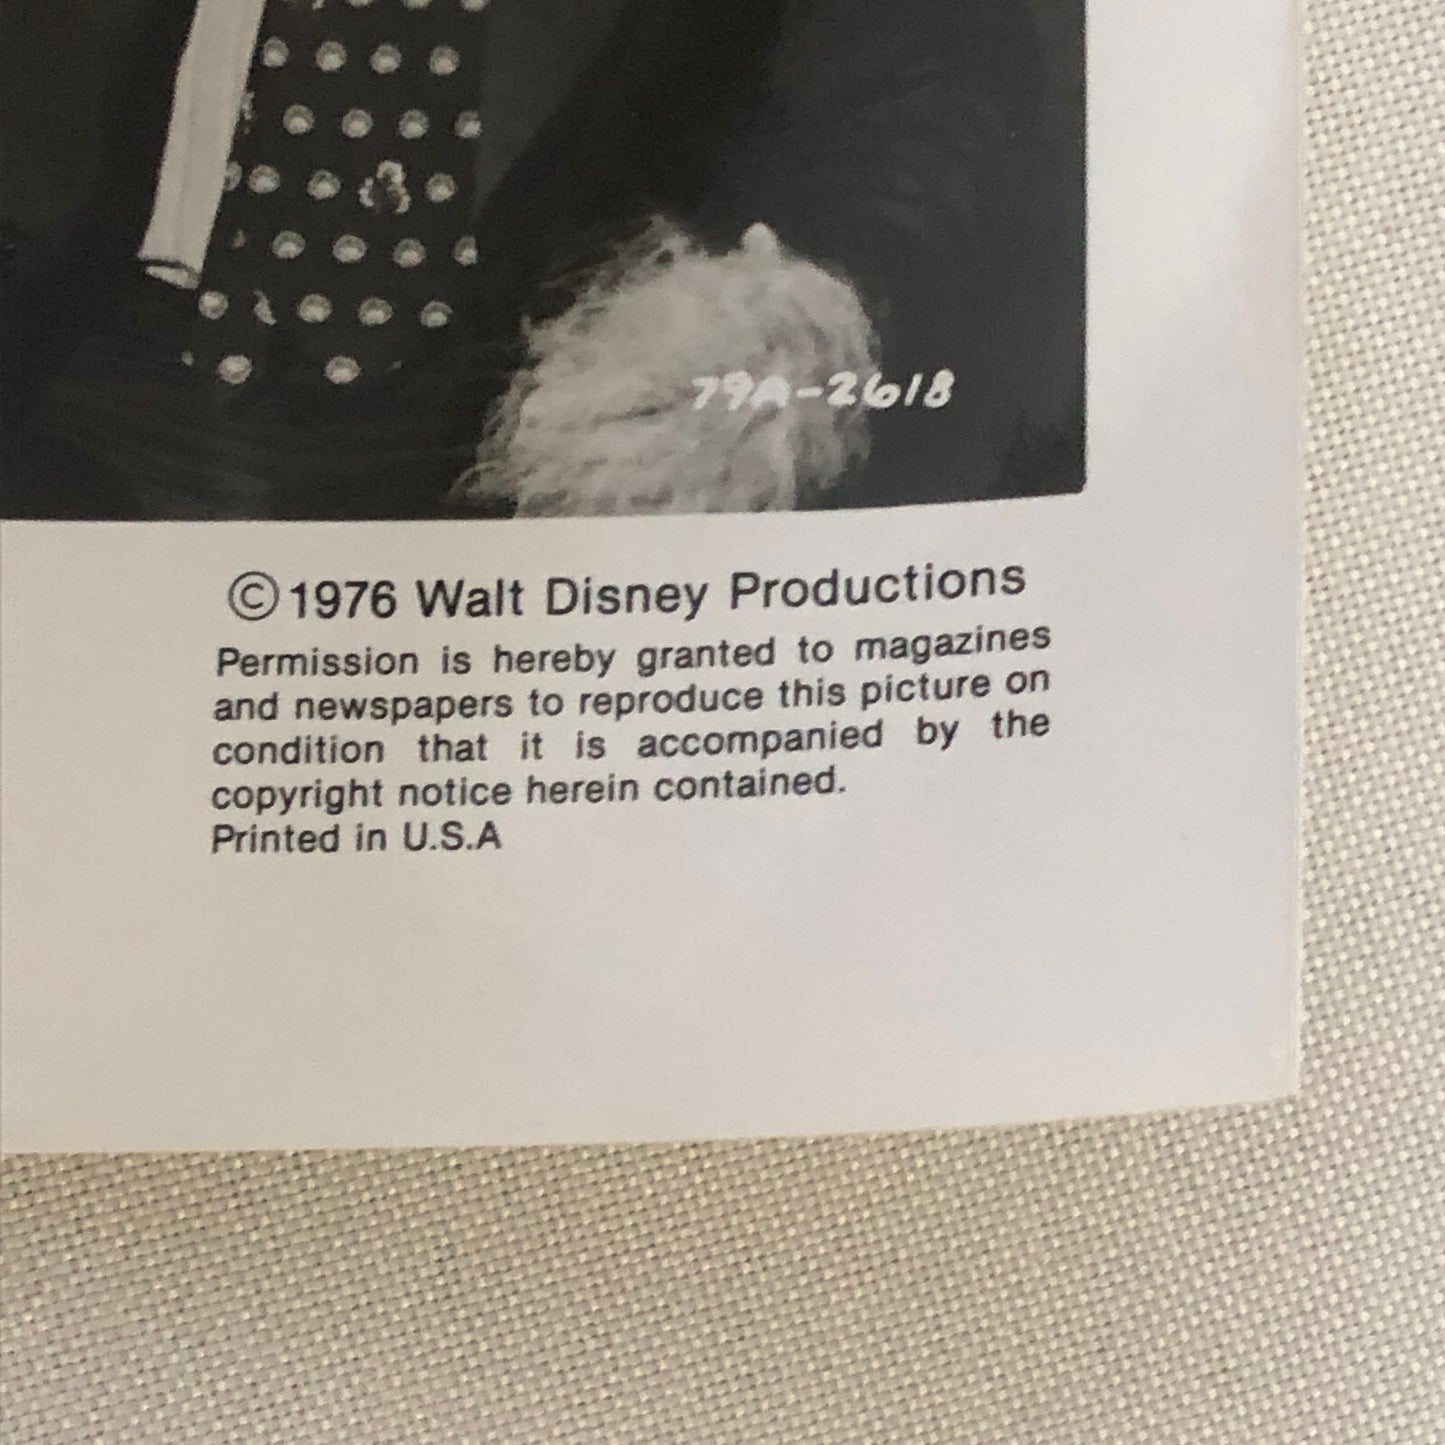 79A-2618
©1976 Walt Disney Productions
Permission is hereby granted to magazines
and newspapers to reproduce this picture on
condition that it is accompanied by the
copyright notice herein contained.
Printed in U.S.A